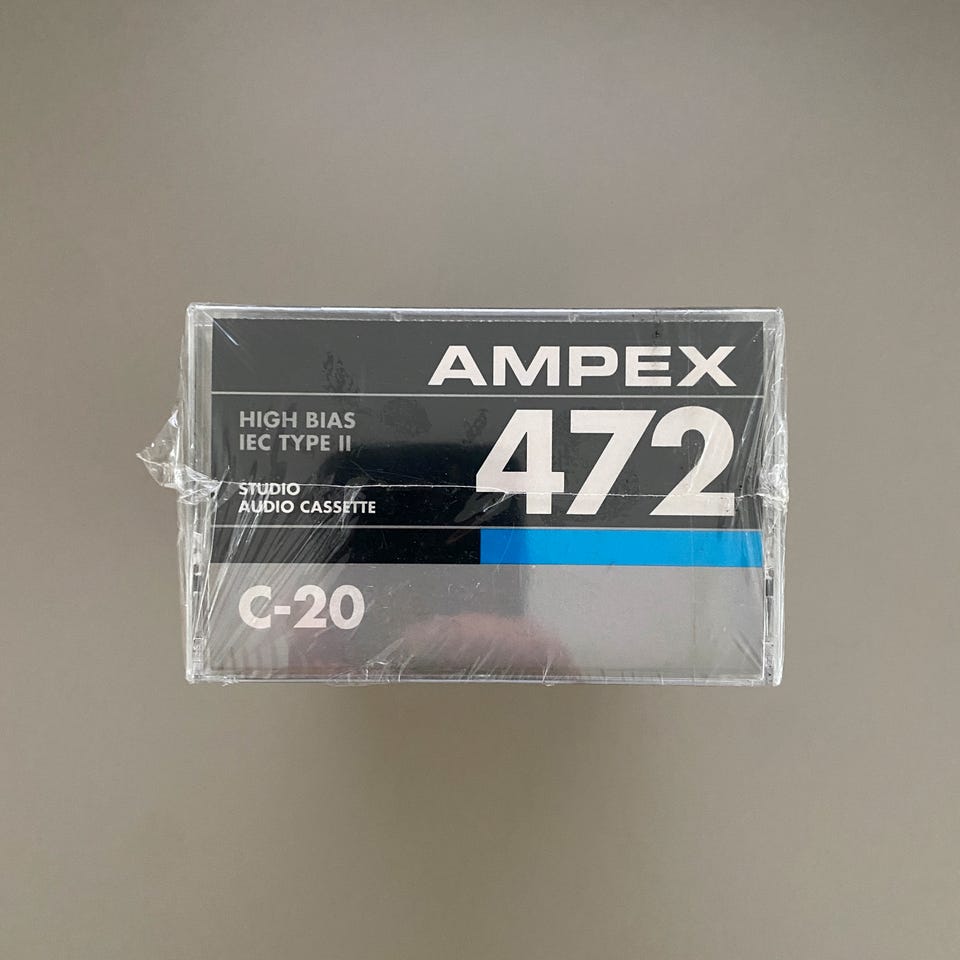 AMPEX
HIGH BIAS
IEC TYPE II
472
STUDIO
AUDIO CASSETTE
C-20